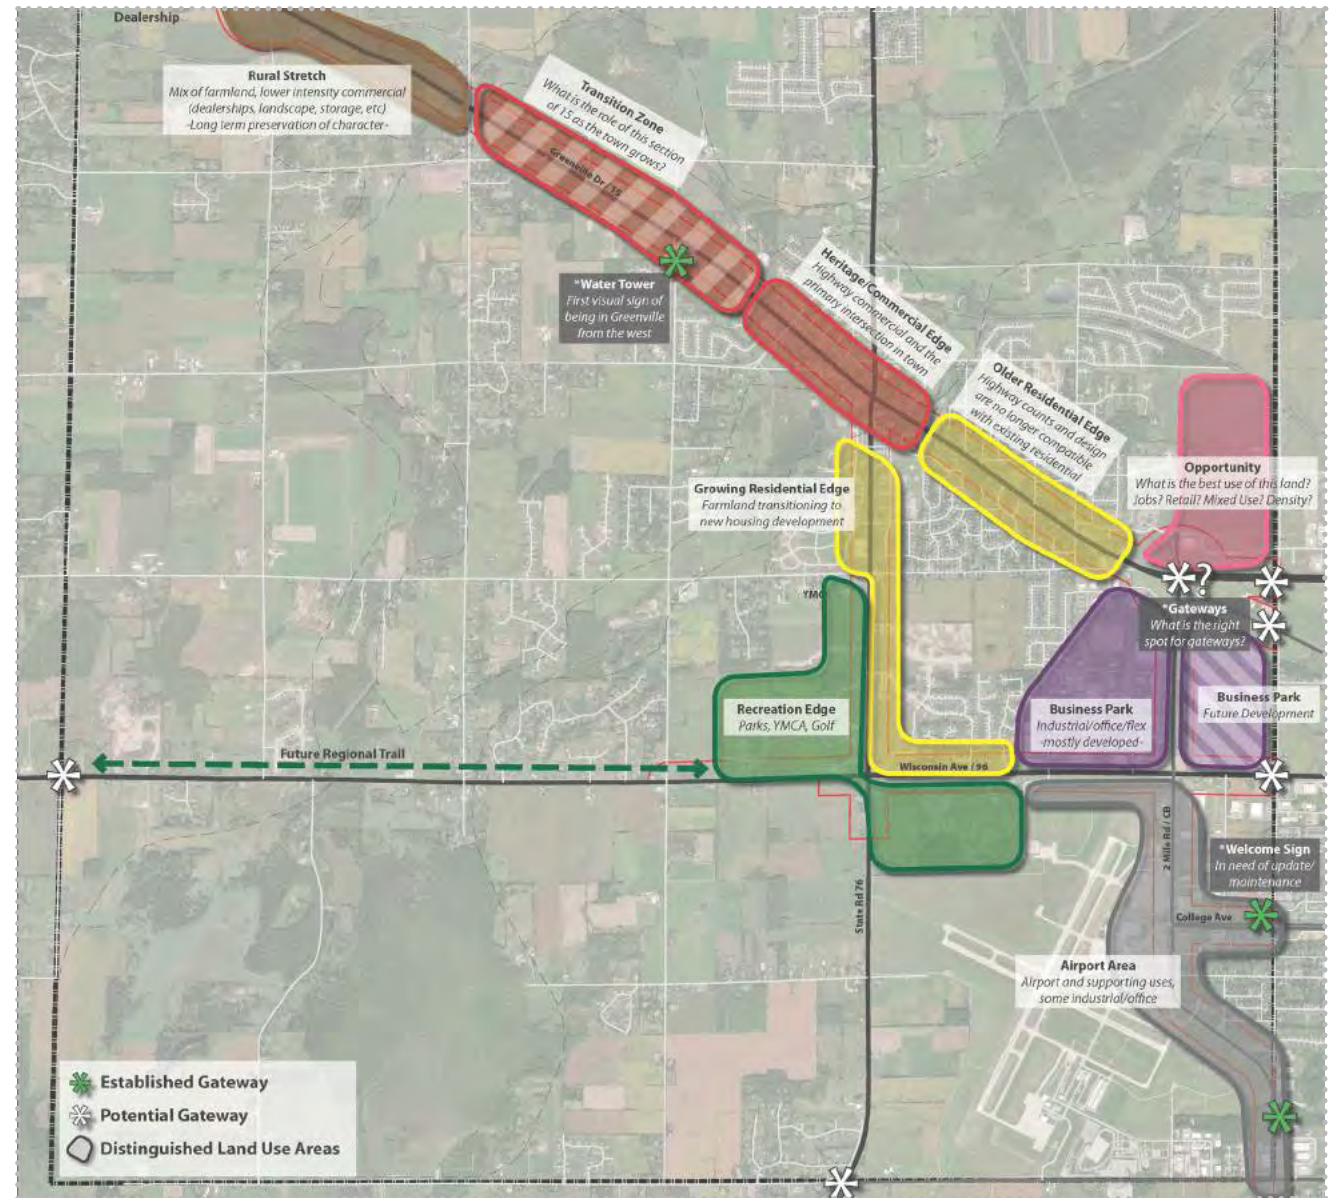 Dealership
Rural Stretch
Mix of farmland, lower intensity commercial
(dealerships, landscape, storage, etc)
-Long term preservation of character-
Transition Zone
What is the role of this section
of 15 as the town grows?
Greenville Dr / 15
*Water Tower
First visual sign of
being in Greenville
from the west
Heritage/Commercial Edge
Highway commercial and the
primary intersection in town
Older Residential Edge
Highway counts and design
are no longer compatible
with existing residential
Opportunity
What is the best use of this land?
Jobs? Retail? Mixed Use? Density?
Growing Residential Edge
Farmland transitioning to
new housing development
?
*Gateways
What is the right
spot for gateways?
Recreation Edge
Parks, YMCA, Golf
Business Park
Industrial/office/flex
-mostly developed-
Business Park
Future Development
Future Regional Trail
Wisconsin Ave / 96
2 Mile Rd / CB
State Rd 76
*Welcome Sign
In need of update/
maintenance
College Ave
Airport Area
Airport and supporting uses,
some industrial/office
Established Gateway
Potential Gateway
Distinguished Land Use Areas